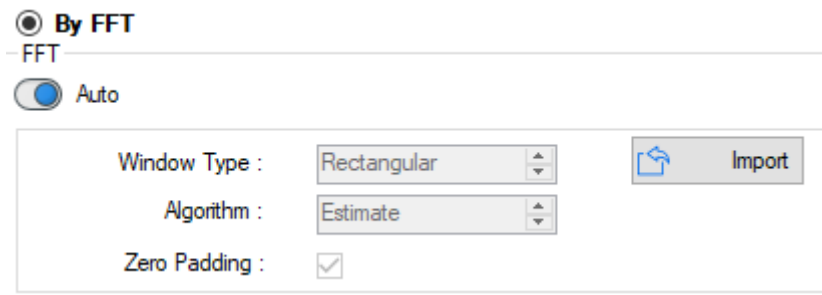 By FFT
FFT
Auto
Window Type : Rectangular Import
Algorithm : Estimate
Zero Padding :